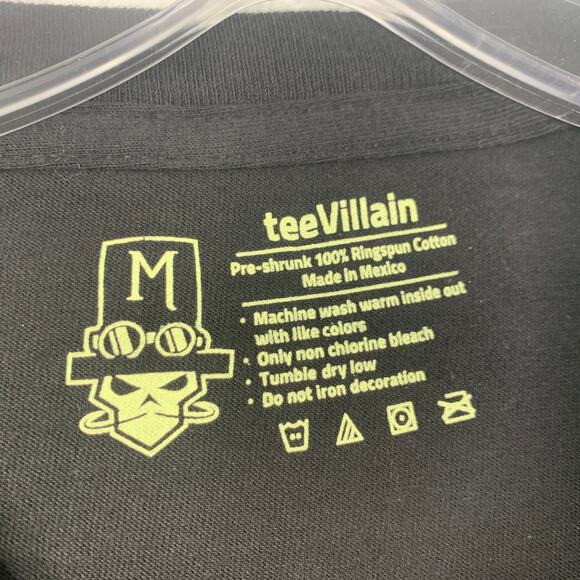 M
teeVillain
Pre-shrunk 100% Ringspun Cotton
Made in Mexico
• Machine wash warm inside out
with like colors
• Only non chlorine bleach
• Tumble dry low
• Do not iron decoration